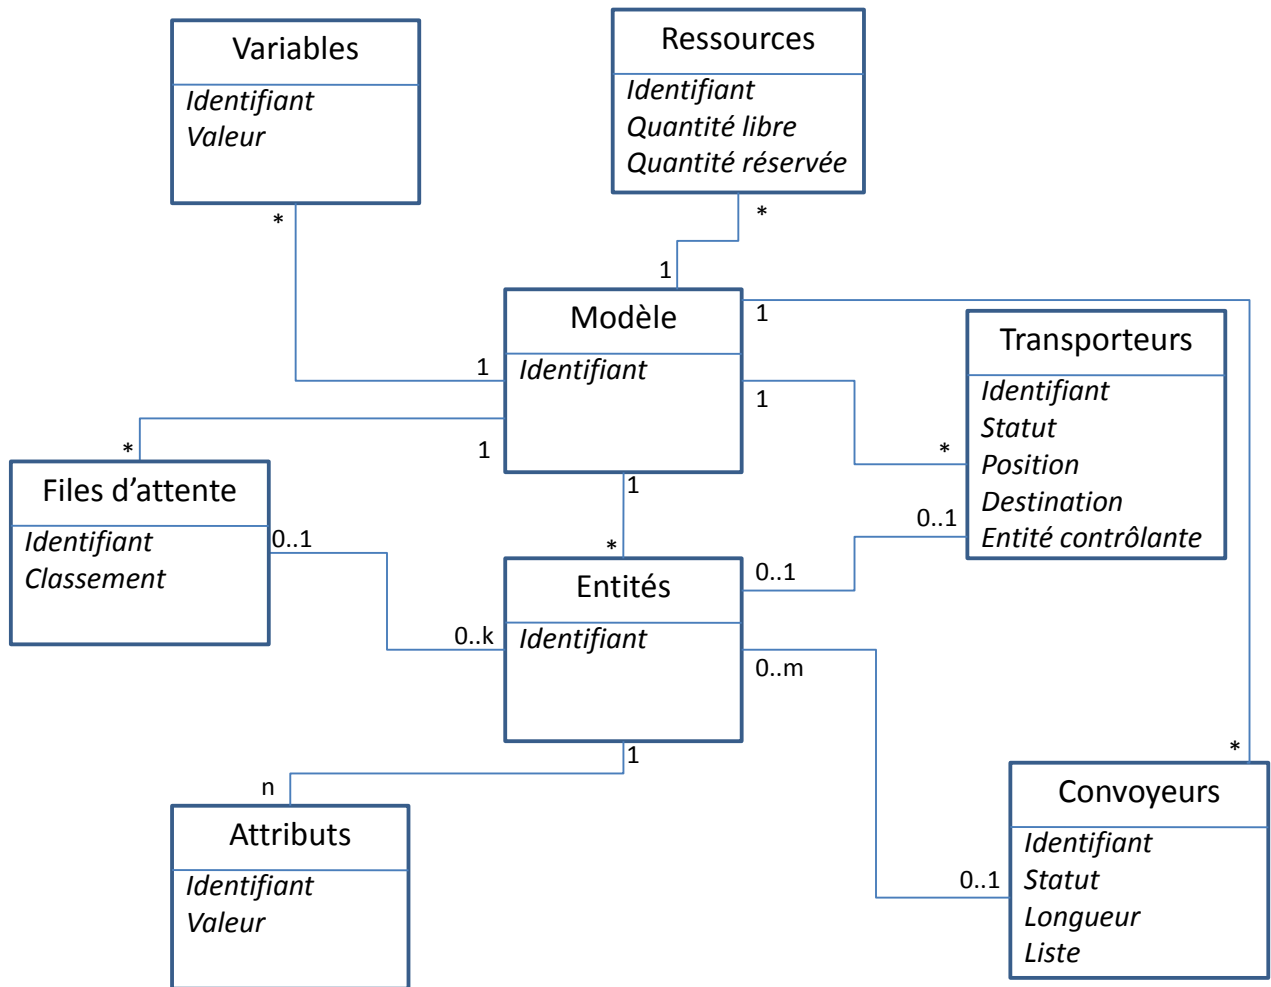 Variables
Identifiant
Valeur
*
Ressources
Identifiant
Quantité libre
Quantité réservée
*
1
Modèle
Identifiant
1
1
1
1
1
Transporteurs
Identifiant
Statut
Position
Destination
Entité contrôlante
*
0..1
*
Files d'attente
Identifiant
Classement
0..1
0..k
*
Entités
Identifiant
0..1
0..m
1
n
Attributs
Identifiant
Valeur
*
Convoyeurs
Identifiant
Statut
Longueur
Liste
0..1